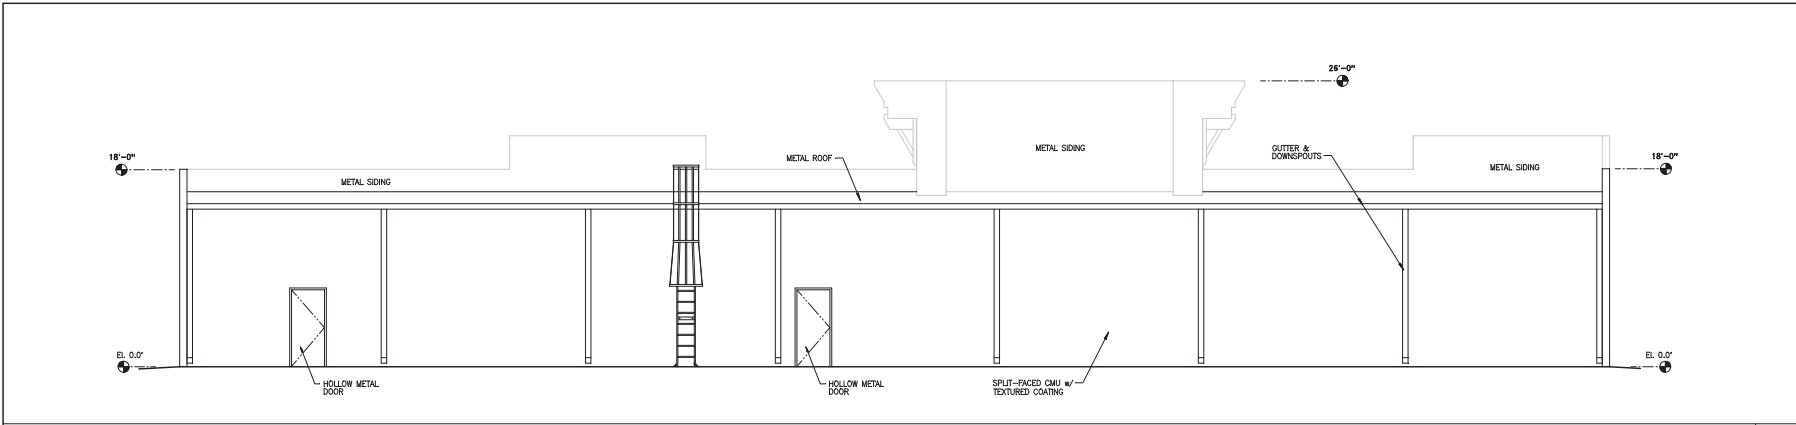 26'-0"
18'-0"
METAL SIDING
METAL ROOF
METAL SIDING
GUTTER &
DOWNSPOUTS
METAL SIDING
18'-0"
El. 0.0'
HOLLOW METAL
DOOR
HOLLOW METAL
DOOR
SPLIT-FACED CMU w/
TEXTURED COATING
El. 0.0'